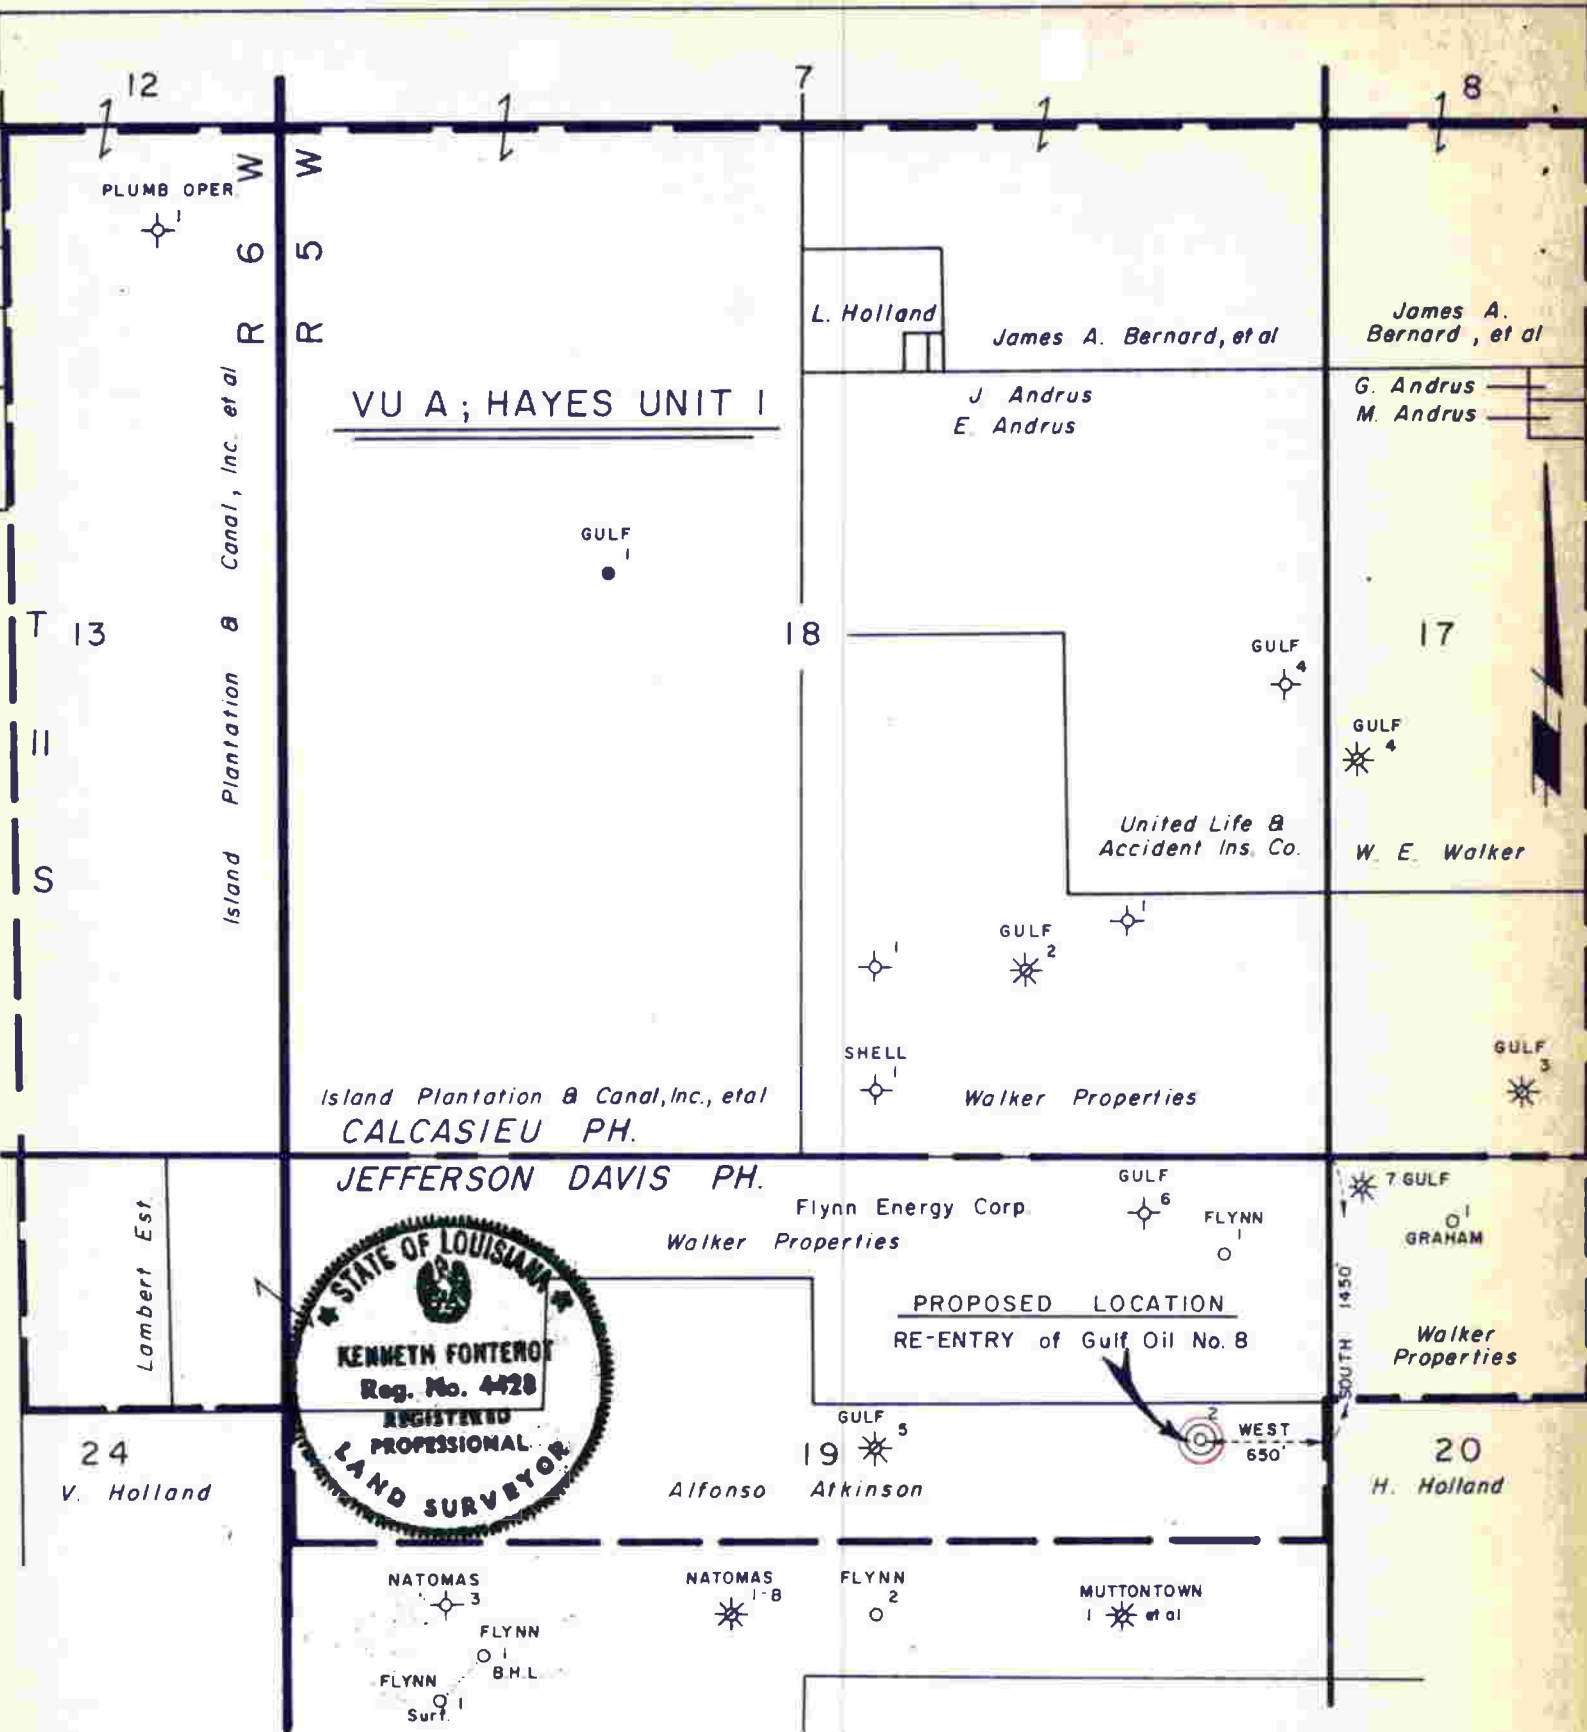 12
7
8
PLUMB OPER.
1
R 6 W
R 5 W
L. Holland
James A. Bernard, et al
James A.
Bernard, et al
VU A; HAYES UNIT 1
J Andrus
E. Andrus
G. Andrus
M. Andrus
Island Plantation & Canal, Inc. et al
GULF
1
T 11 S
13
18
17
GULF
4
GULF
4
United Life &
Accident Ins. Co.
W. E. Walker
1
GULF
2
1
SHELL
1
GULF
3
Island Plantation & Canal, Inc., et al
Walker Properties
CALCASIEU PH.
JEFFERSON DAVIS PH.
Lambert Est.
Flynn Energy Corp.
Walker Properties
GULF
6
FLYNN
1
7 GULF
1
GRAHAM
SOUTH 1450'
Walker
Properties
PROPOSED LOCATION
RE-ENTRY of Gulf Oil No. 8
STATE OF LOUISIANA
KENNETH FONTENOT
Reg. No. 4428
REGISTERED
PROFESSIONAL
LAND SURVEYOR
24
V. Holland
GULF
5
19
Alfonso Atkinson
2
WEST
650'
20
H. Holland
NATOMAS
3
NATOMAS
1-B
FLYNN
2
MUTTONTOWN
1 et al
FLYNN
1
B.H.L.
FLYNN
1
Surf.